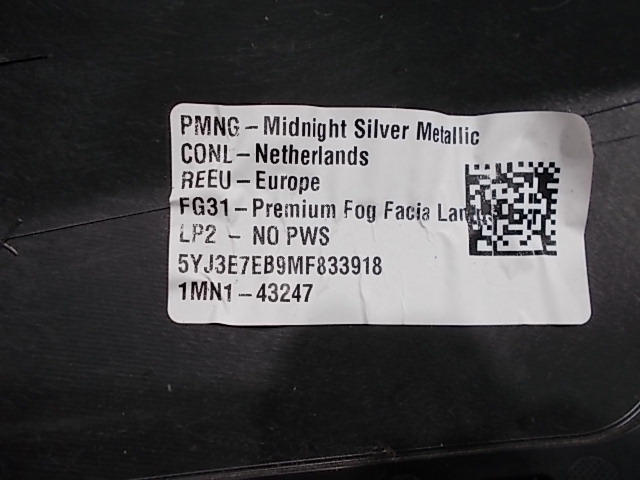 PMNG - Midnight Silver Metallic
CONL - Netherlands
REEU - Europe
FG31 - Premium Fog Facia
LP2 - NO PWS
5YJ3E7EB9MF833918
1MN1 - 43247